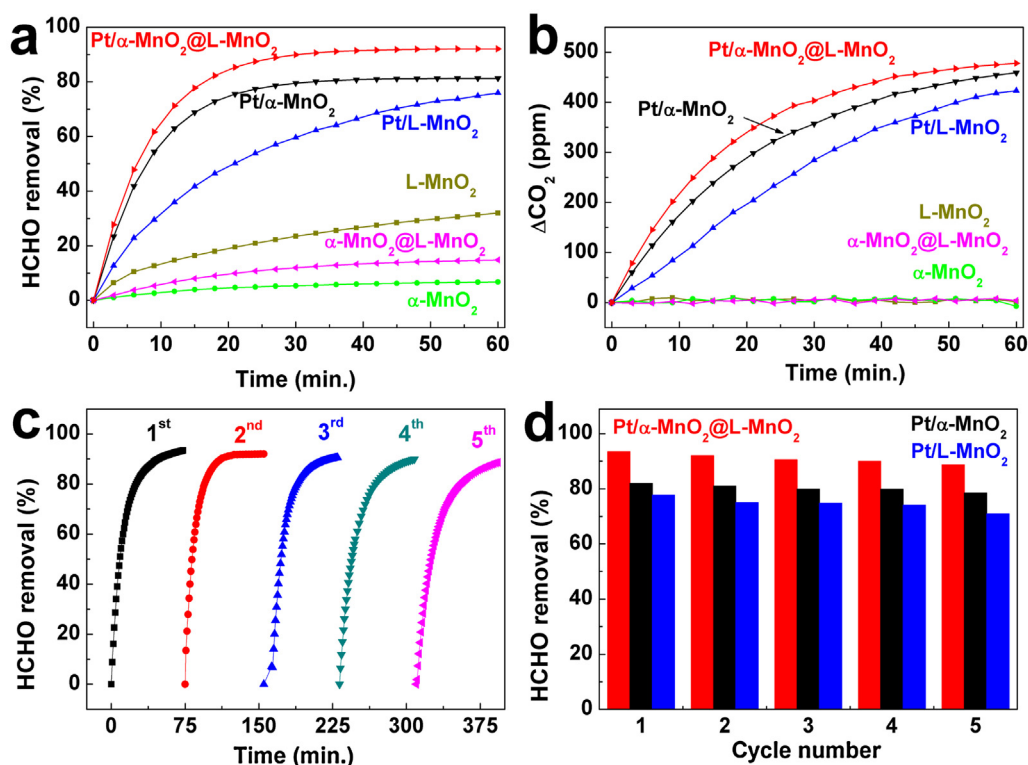 a
100
80
60
40
20
0
HCHO removal (%)
Pt/α-MnO₂@L-MnO₂
Pt/α-MnO₂
Pt/L-MnO₂
L-MnO₂
α-MnO₂@L-MnO₂
α-MnO₂
0 10 20 30 40 50 60
Time (min.)
b
500
400
300
200
100
0
ΔCO₂ (ppm)
Pt/α-MnO₂@L-MnO₂
Pt/α-MnO₂
Pt/L-MnO₂
L-MnO₂
α-MnO₂@L-MnO₂
α-MnO₂
0 10 20 30 40 50 60
Time (min.)
c
100
80
60
40
20
0
HCHO removal (%)
1ˢᵗ 2ⁿᵈ 3ʳᵈ 4ᵗʰ 5ᵗʰ
0 75 150 225 300 375
Time (min.)
d
100
80
60
40
20
0
HCHO removal (%)
Pt/α-MnO₂@L-MnO₂
Pt/α-MnO₂
Pt/L-MnO₂
1 2 3 4 5
Cycle number